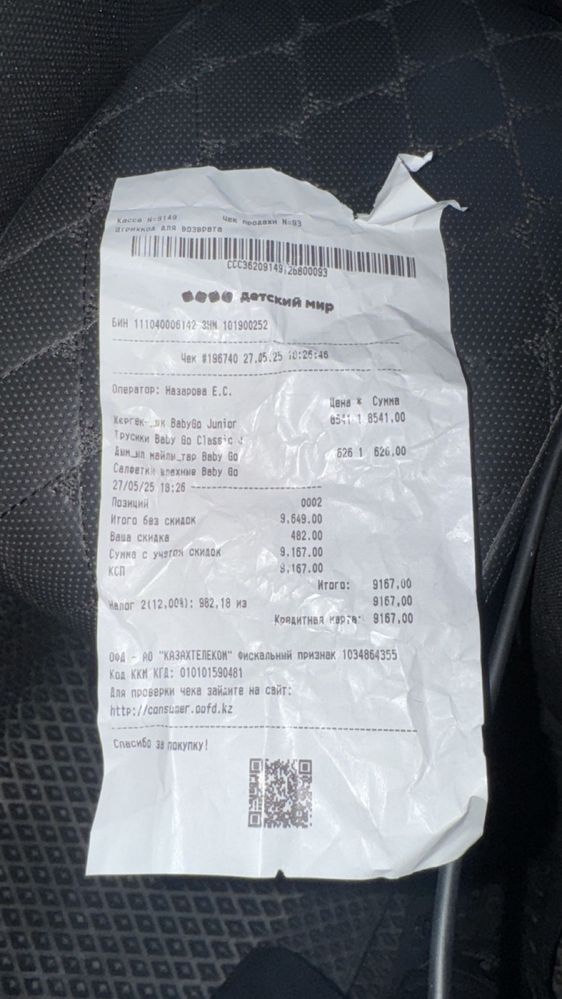 Касса N=9149 Чек продажи N=93
Штрихкод для возврата
CCC3620914926800093
детский мир
БИН 111040006142 ЗНМ 101900252
Чек #196740 27.05.25 18:26:46
Оператор: Назарова Е.С.
Цена * Сумма
BabyGo Junior 8541 1 8541,00
Трусики Baby Go Classic J
Baby Go 626 1 626,00
Салфетки влажные Baby Go
27/05/25 18:26
Позиций 0002
Итого без скидок 9.649.00
Ваша скидка 482.00
Сумма с учетом скидок 9.167.00
КСП 9.167.00
Итого: 9167,00
Налог 2(12,00%): 982,18 из 9167,00
Кредитная карта: 9167,00
ОФД - АО "КАЗАХТЕЛЕКОМ" Фискальный признак 1034864355
Код ККМ КГД: 010101590481
Для проверки чека зайдите на сайт:
http://consumer.oofd.kz
Спасибо за покупку!